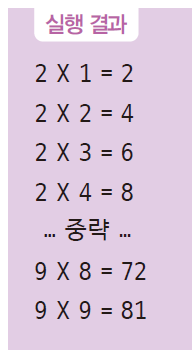 실행 결과
2 X 1 = 2
2 X 2 = 4
2 X 3 = 6
2 X 4 = 8
… 중략 …
9 X 8 = 72
9 X 9 = 81